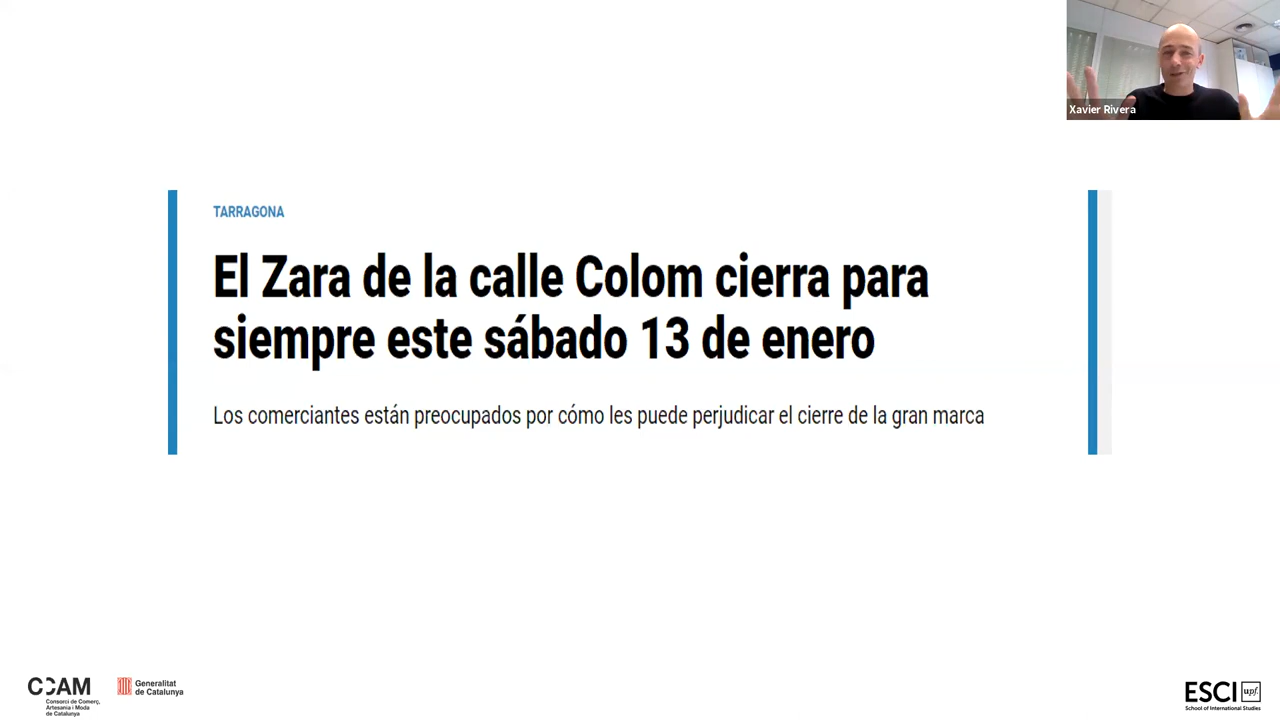 Xavier Rivera
TARRAGONA
El Zara de la calle Colom cierra para
siempre este sábado 13 de enero
Los comerciantes están preocupados por cómo les puede perjudicar el cierre de la gran marca
CCAM
Consorci de Comerç,
Artesania i Moda
de Catalunya
Generalitat
de Catalunya
ESCI upf.
School of International Studies